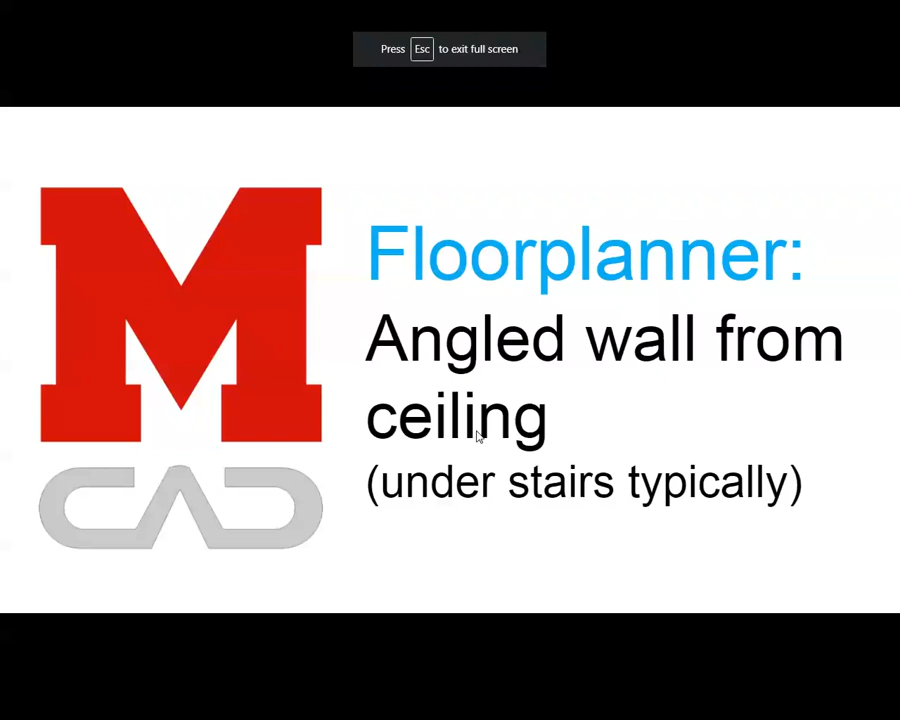 Press Esc to exit full screen
M
CAD
Floorplanner:
Angled wall from
ceiling
(under stairs typically)